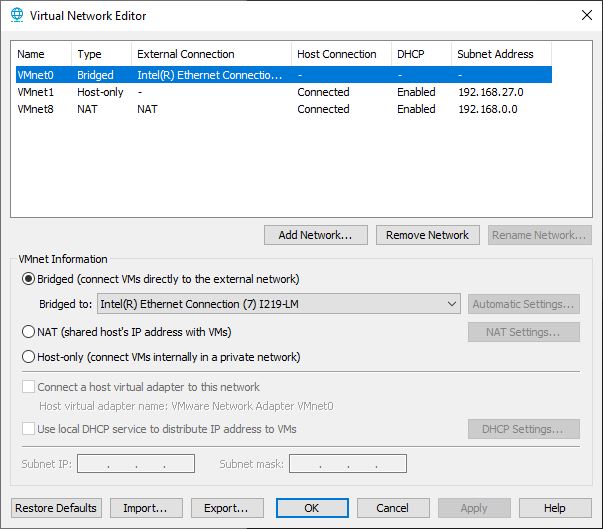 Virtual Network Editor
Name Type External Connection Host Connection DHCP Subnet Address
VMnet0 Bridged Intel(R) Ethernet Connectio... - - -
VMnet1 Host-only - Connected Enabled 192.168.27.0
VMnet8 NAT NAT Connected Enabled 192.168.0.0
Add Network... Remove Network Rename Network...
VMnet Information
Bridged (connect VMs directly to the external network)
Bridged to: Intel(R) Ethernet Connection (7) I219-LM Automatic Settings...
NAT (shared host's IP address with VMs) NAT Settings...
Host-only (connect VMs internally in a private network)
Connect a host virtual adapter to this network
Host virtual adapter name: VMware Network Adapter VMnet0
Use local DHCP service to distribute IP address to VMs DHCP Settings...
Subnet IP: . . . Subnet mask: . . .
Restore Defaults Import... Export... OK Cancel Apply Help